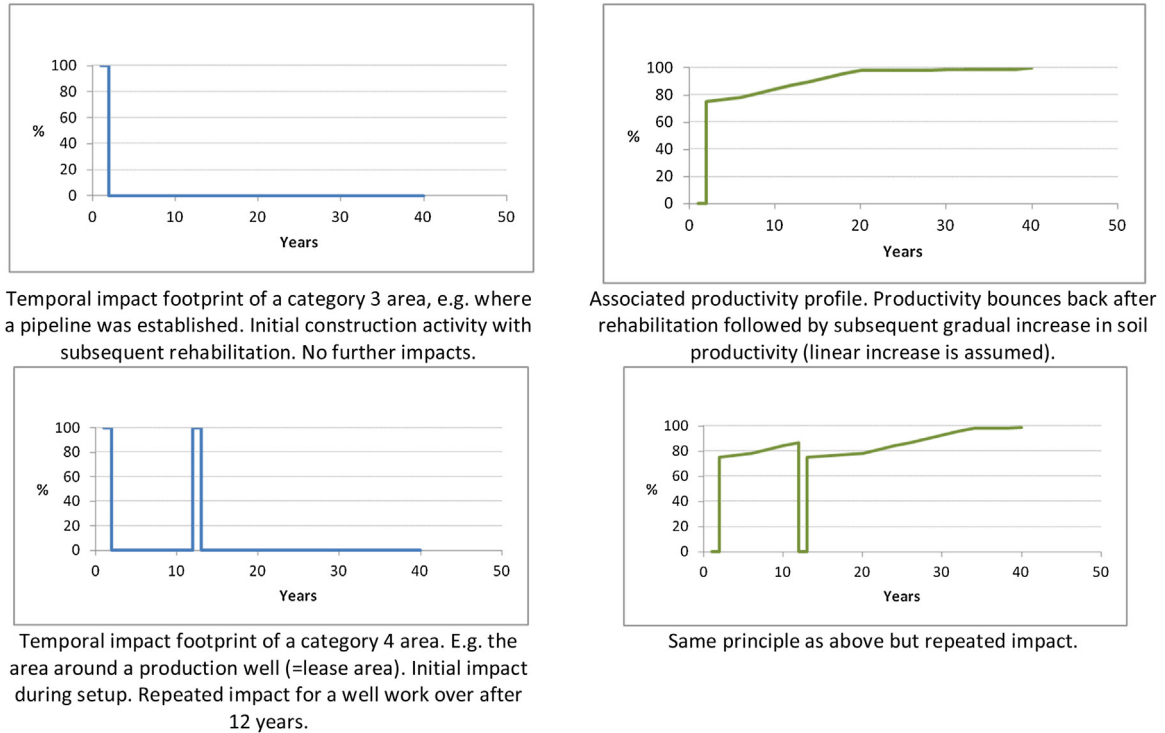 100
80
60
40
20
0
%
0 10 20 30 40 50
Years
100
80
60
40
20
0
%
0 10 20 30 40 50
Years
Temporal impact footprint of a category 3 area, e.g. where
a pipeline was established. Initial construction activity with
subsequent rehabilitation. No further impacts.
Associated productivity profile. Productivity bounces back after
rehabilitation followed by subsequent gradual increase in soil
productivity (linear increase is assumed).
100
80
60
40
20
0
%
0 10 20 30 40 50
Years
100
80
60
40
20
0
%
0 10 20 30 40 50
Years
Temporal impact footprint of a category 4 area. E.g. the
area around a production well (=lease area). Initial impact
during setup. Repeated impact for a well work over after
12 years.
Same principle as above but repeated impact.